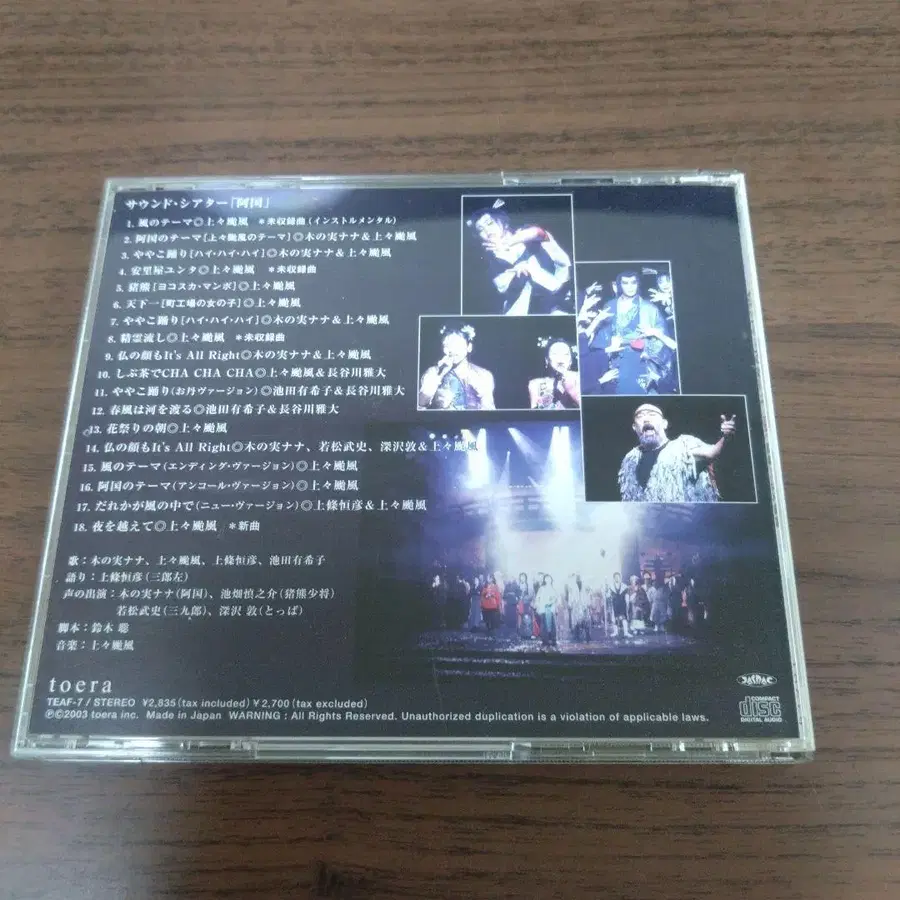 サウンド・シアター「阿国」
1. 風のテーマ◎上々颱風 *未収録曲(インストルメンタル)
2. 阿国のテーマ[上々颱風のテーマ]◎木の実ナナ&上々颱風
3. ややこ踊り[ハイ・ハイ・ハイ]◎木の実ナナ&上々颱風
4. 安里屋ユンタ◎上々颱風 *未収録曲
5. 猪熊[ヨコスカ・マンボ]◎上々颱風
6. 天下一[町工場の女の子]◎上々颱風
7. ややこ踊り[ハイ・ハイ・ハイ]◎木の実ナナ&上々颱風
8. 精霊流し◎上々颱風 *未収録曲
9. 仏の顔もIt's All Right◎木の実ナナ&上々颱風
10. しぶ茶でCHA CHA CHA◎上々颱風&長谷川雅大
11. ややこ踊り(お丹ヴァージョン)◎池田有希子&長谷川雅大
12. 春風は河を渡る◎池田有希子&長谷川雅大
13. 花祭りの朝◎上々颱風
14. 仏の顔もIt's All Right◎木の実ナナ、若松武史、深沢敦&上々颱風
15. 風のテーマ(エンディング・ヴァージョン)◎上々颱風
16. 阿国のテーマ(アンコール・ヴァージョン)◎上々颱風
17. だれかが風の中で(ニュー・ヴァージョン)◎上條恒彦&上々颱風
18. 夜を越えて◎上々颱風 *新曲
歌:木の実ナナ、上々颱風、上條恒彦、池田有希子
語り:上條恒彦(三郎左)
声の出演:木の実ナナ(阿国)、池畑慎之介(猪熊少将)
若松武史(三九郎)、深沢 敦(とっぱ)
脚本:鈴木 聡
音楽:上々颱風
toera
TEAF-7 / STEREO ¥2,835(tax included) ¥2,700(tax excluded)
Ⓟ©2003 toera inc. Made in Japan WARNING : All Rights Reserved. Unauthorized duplication is a violation of applicable laws.
JASRAC
COMPACT
disc
DIGITAL AUDIO